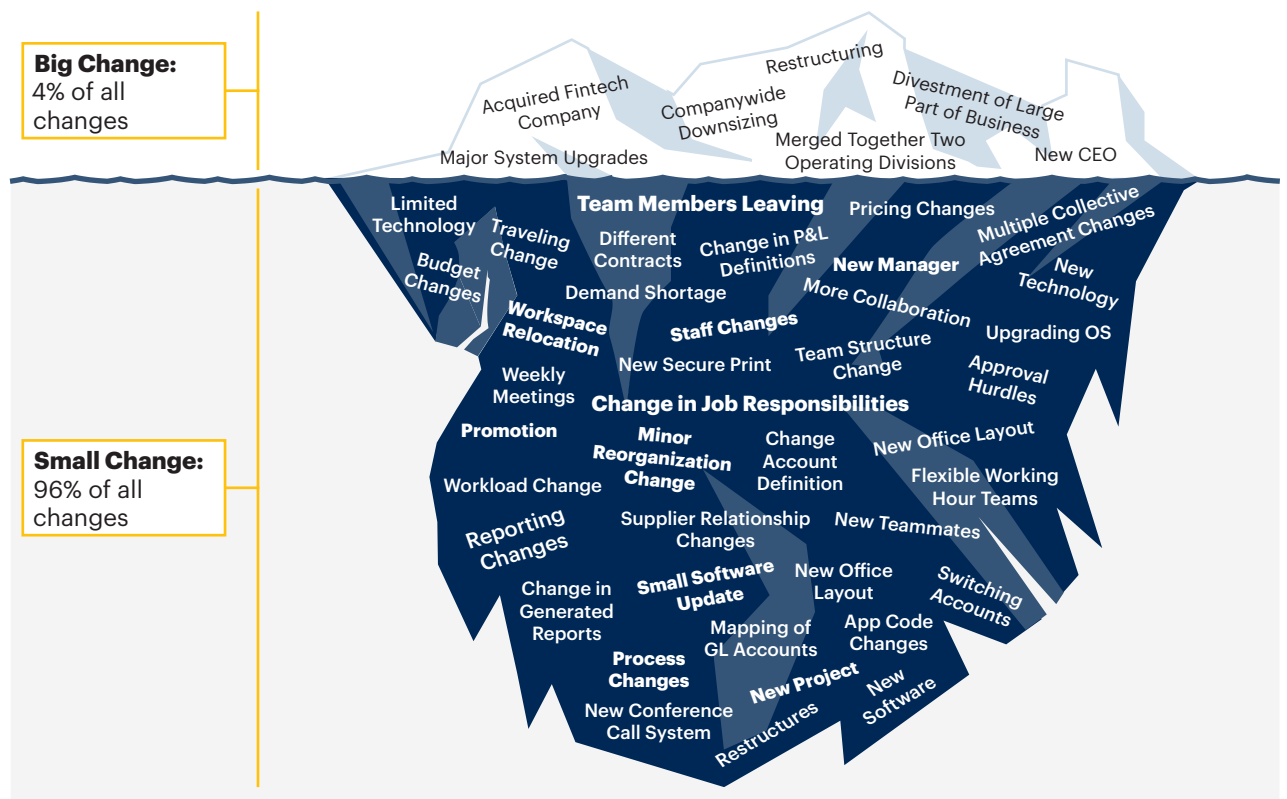 Big Change:
4% of all
changes
Restructuring
Acquired Fintech
Company
Companywide
Downsizing
Divestment of Large
Part of Business
Merged Together Two
Operating Divisions
Major System Upgrades
New CEO
Limited
Technology
Team Members Leaving
Pricing Changes
Multiple Collective
Agreement Changes
Traveling
Change
Different
Contracts
Change in P&L
Definitions
New Manager
New
Technology
Budget
Changes
Demand Shortage
More Collaboration
Workspace
Relocation
Staff Changes
Upgrading OS
New Secure Print
Team Structure
Change
Approval
Hurdles
Weekly
Meetings
Change in Job Responsibilities
Promotion
Minor
Reorganization
Change
Change
Account
Definition
New Office Layout
Small Change:
96% of all
changes
Workload Change
Flexible Working
Hour Teams
Reporting
Changes
Supplier Relationship
Changes
New Teammates
Change in
Generated
Reports
Small Software
Update
New Office
Layout
Switching
Accounts
Mapping of
GL Accounts
App Code
Changes
Process
Changes
New Project
New
Software
New Conference
Call System
Restructures